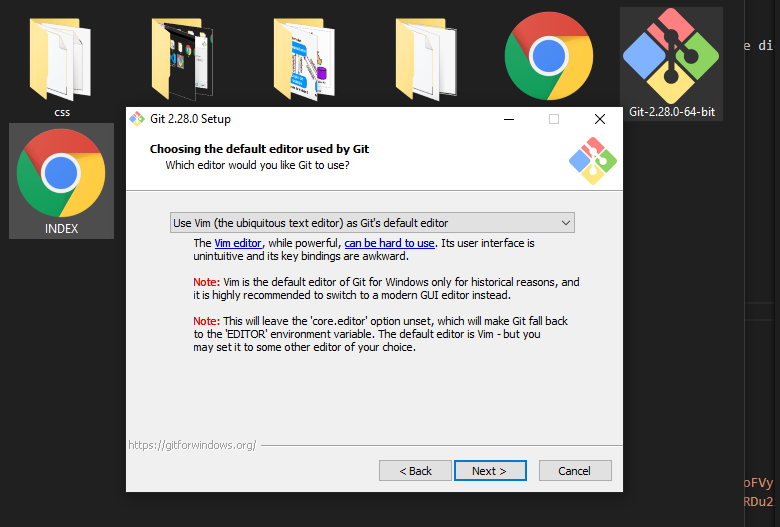 e di
css
Git-2.28.0-64-bit
INDEX
Git 2.28.0 Setup
Choosing the default editor used by Git
Which editor would you like Git to use?
Use Vim (the ubiquitous text editor) as Git's default editor
The Vim editor, while powerful, can be hard to use. Its user interface is
unintuitive and its key bindings are awkward.
Note: Vim is the default editor of Git for Windows only for historical reasons, and
it is highly recommended to switch to a modern GUI editor instead.
Note: This will leave the 'core.editor' option unset, which will make Git fall back
to the 'EDITOR' environment variable. The default editor is Vim - but you
may set it to some other editor of your choice.
https://gitforwindows.org/
< Back
Next >
Cancel
oFVy
RDu2